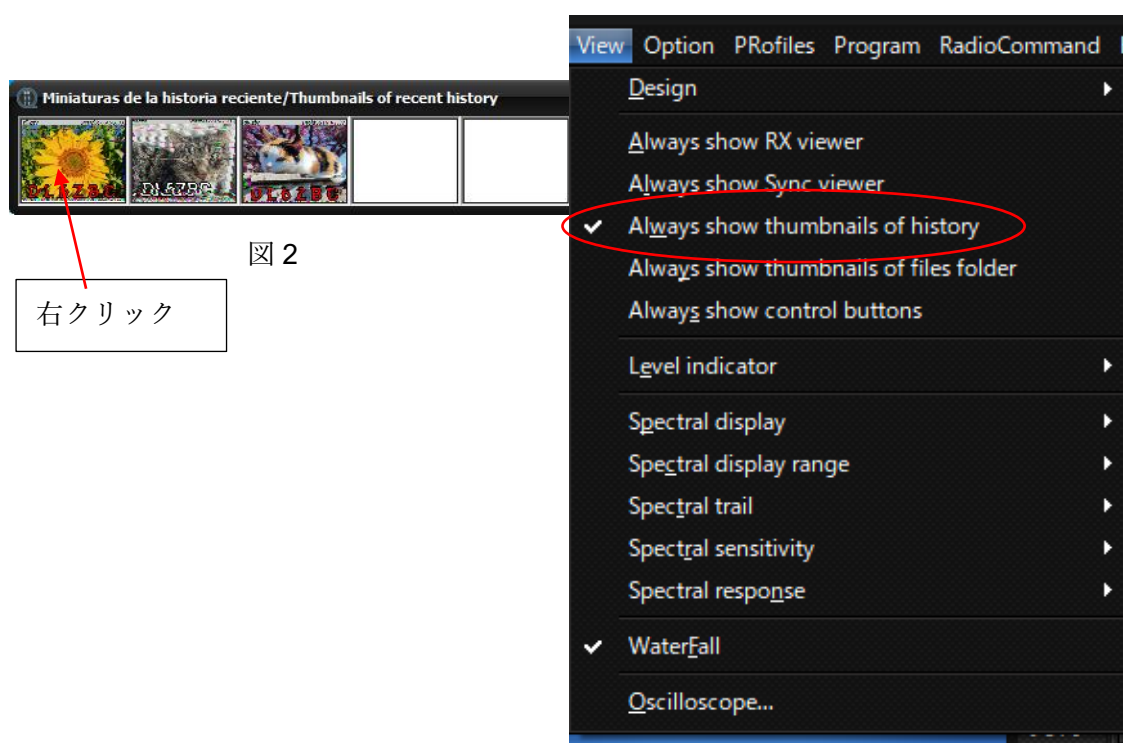 Miniaturas de la historia reciente/Thumbnails of recent history
DL6ZBG
図 2
右クリック
View Option PRofiles Program RadioCommand
Design
Always show RX viewer
Always show Sync viewer
Always show thumbnails of history
Always show thumbnails of files folder
Always show control buttons
Level indicator
Spectral display
Spectral display range
Spectral trail
Spectral sensitivity
Spectral response
WaterFall
Oscilloscope...